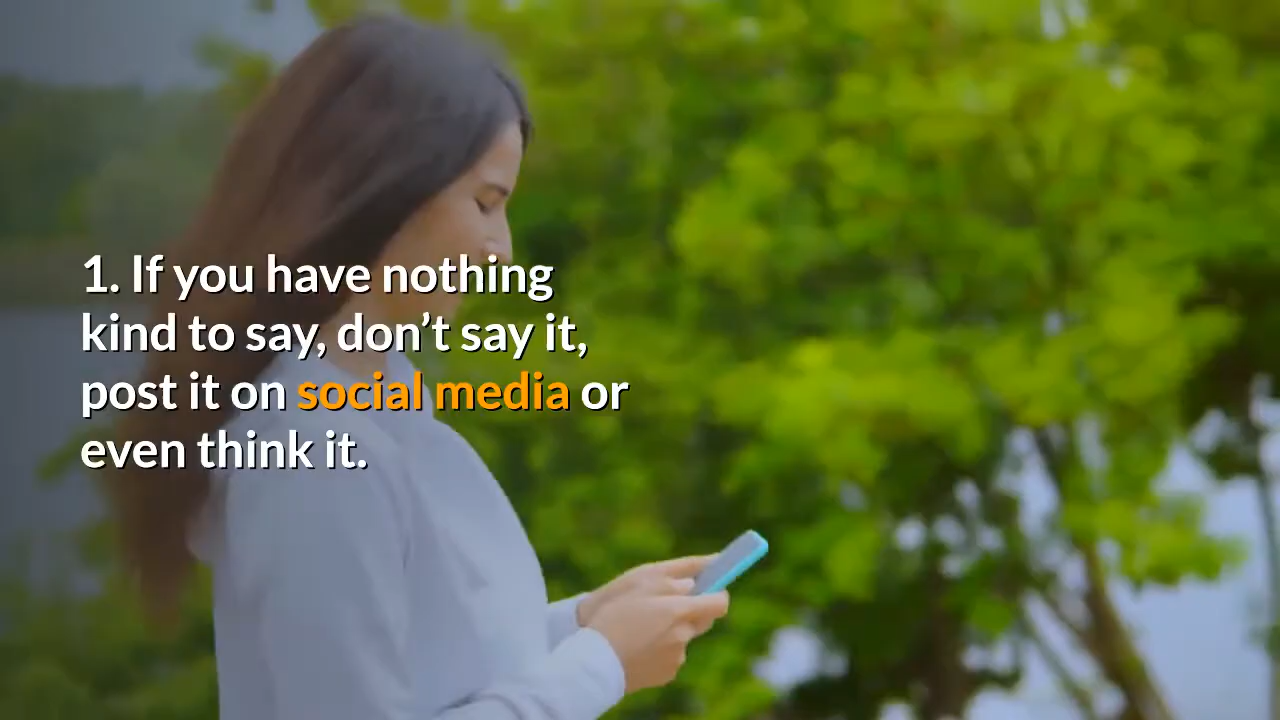 1. If you have nothing
kind to say, don’t say it,
post it on social media or
even think it.